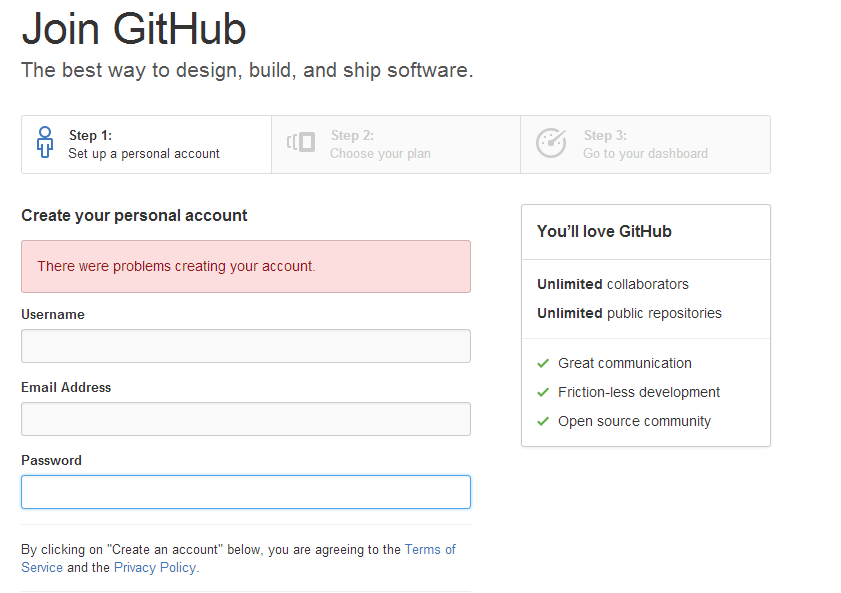 Join GitHub
The best way to design, build, and ship software.
Step 1:
Set up a personal account
Step 2:
Choose your plan
Step 3:
Go to your dashboard
Create your personal account
There were problems creating your account.
Username
Email Address
Password
By clicking on "Create an account" below, you are agreeing to the Terms of
Service and the Privacy Policy.
You’ll love GitHub
Unlimited collaborators
Unlimited public repositories
Great communication
Friction-less development
Open source community